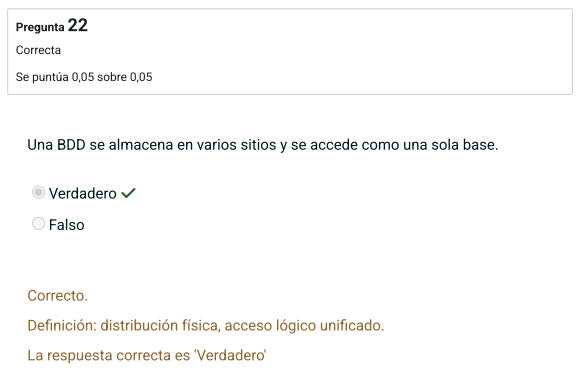 Pregunta 22
Correcta
Se puntúa 0,05 sobre 0,05
Una BDD se almacena en varios sitios y se accede como una sola base.
Verdadero
Falso
Correcto.
Definición: distribución física, acceso lógico unificado.
La respuesta correcta es 'Verdadero'